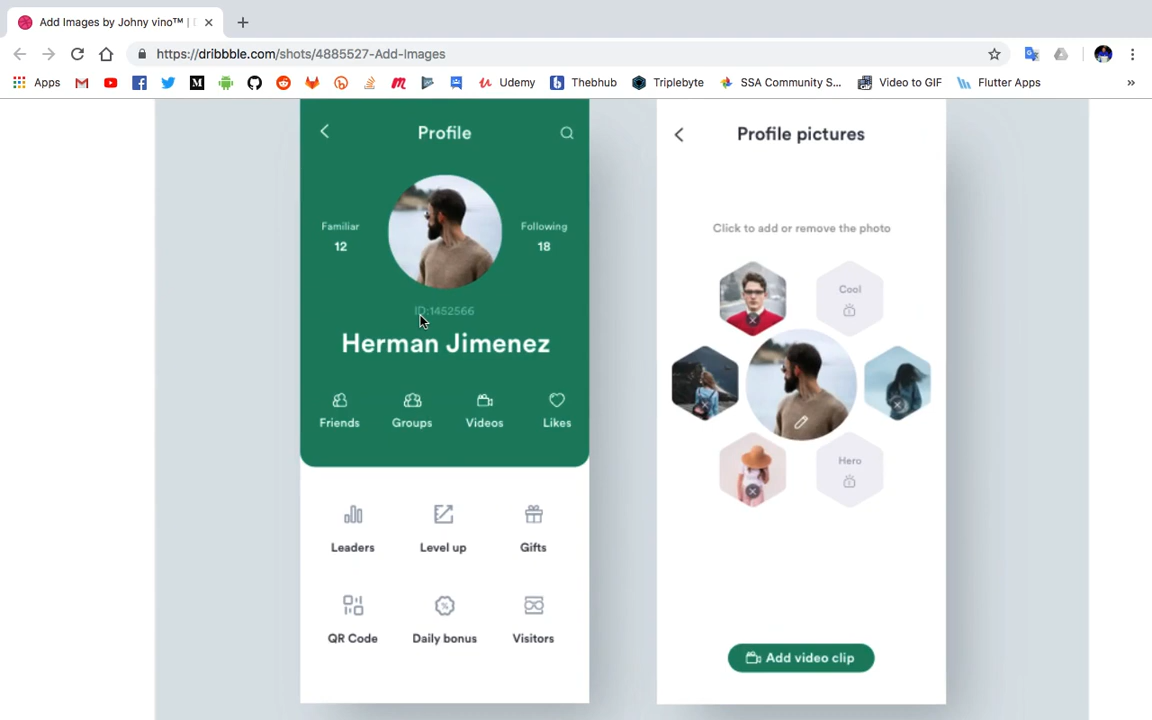 Add Images by Johny vino™ |
https://dribbble.com/shots/4885527-Add-Images
Apps
Udemy
Thebhub
Triplebyte
SSA Community S...
Video to GIF
Flutter Apps
»
Profile
Familiar
12
Following
18
ID:1452566
Herman Jimenez
Friends
Groups
Videos
Likes
Leaders
Level up
Gifts
QR Code
Daily bonus
Visitors
Profile pictures
Click to add or remove the photo
Cool
Hero
Add video clip